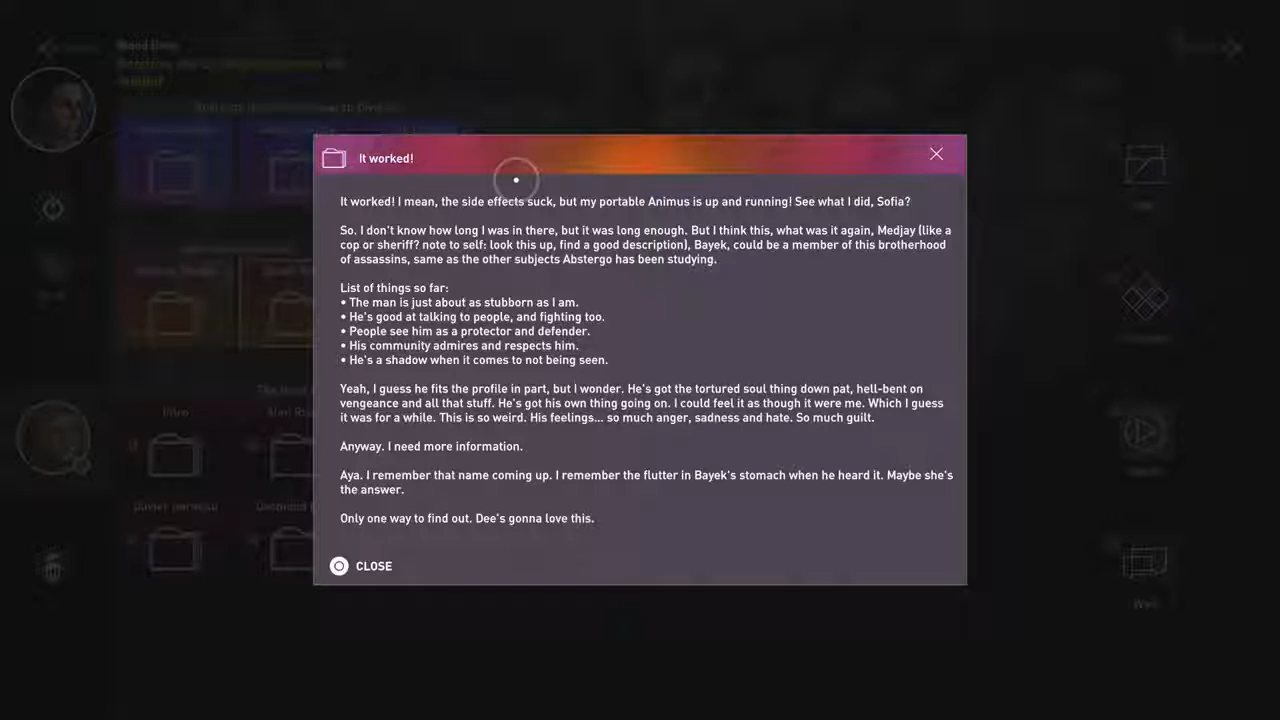 It worked!
It worked! I mean, the side effects suck, but my portable Animus is up and running! See what I did, Sofia?
So. I don't know how long I was in there, but it was long enough. But I think this, what was it again, Medjay (like a
cop or sheriff? note to self: look this up, find a good description), Bayek, could be a member of this brotherhood
of assassins, same as the other subjects Abstergo has been studying.
List of things so far:
• The man is just about as stubborn as I am.
• He's good at talking to people, and fighting too.
• People see him as a protector and defender.
• His community admires and respects him.
• He's a shadow when it comes to not being seen.
Yeah, I guess he fits the profile in part, but I wonder. He's got the tortured soul thing down pat, hell-bent on
vengeance and all that stuff. He's got his own thing going on. I could feel it as though it were me. Which I guess
it was for a while. This is so weird. His feelings... so much anger, sadness and hate. So much guilt.
Anyway. I need more information.
Aya. I remember that name coming up. I remember the flutter in Bayek's stomach when he heard it. Maybe she's
the answer.
Only one way to find out. Dee's gonna love this.
CLOSE